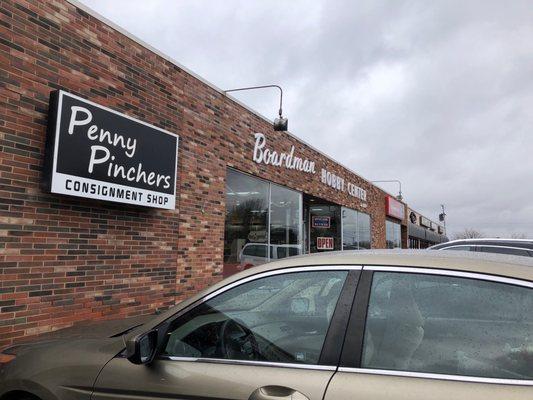 Penny
Pinchers
CONSIGNMENT SHOP
Boardman HOBBY CENTER
OPEN